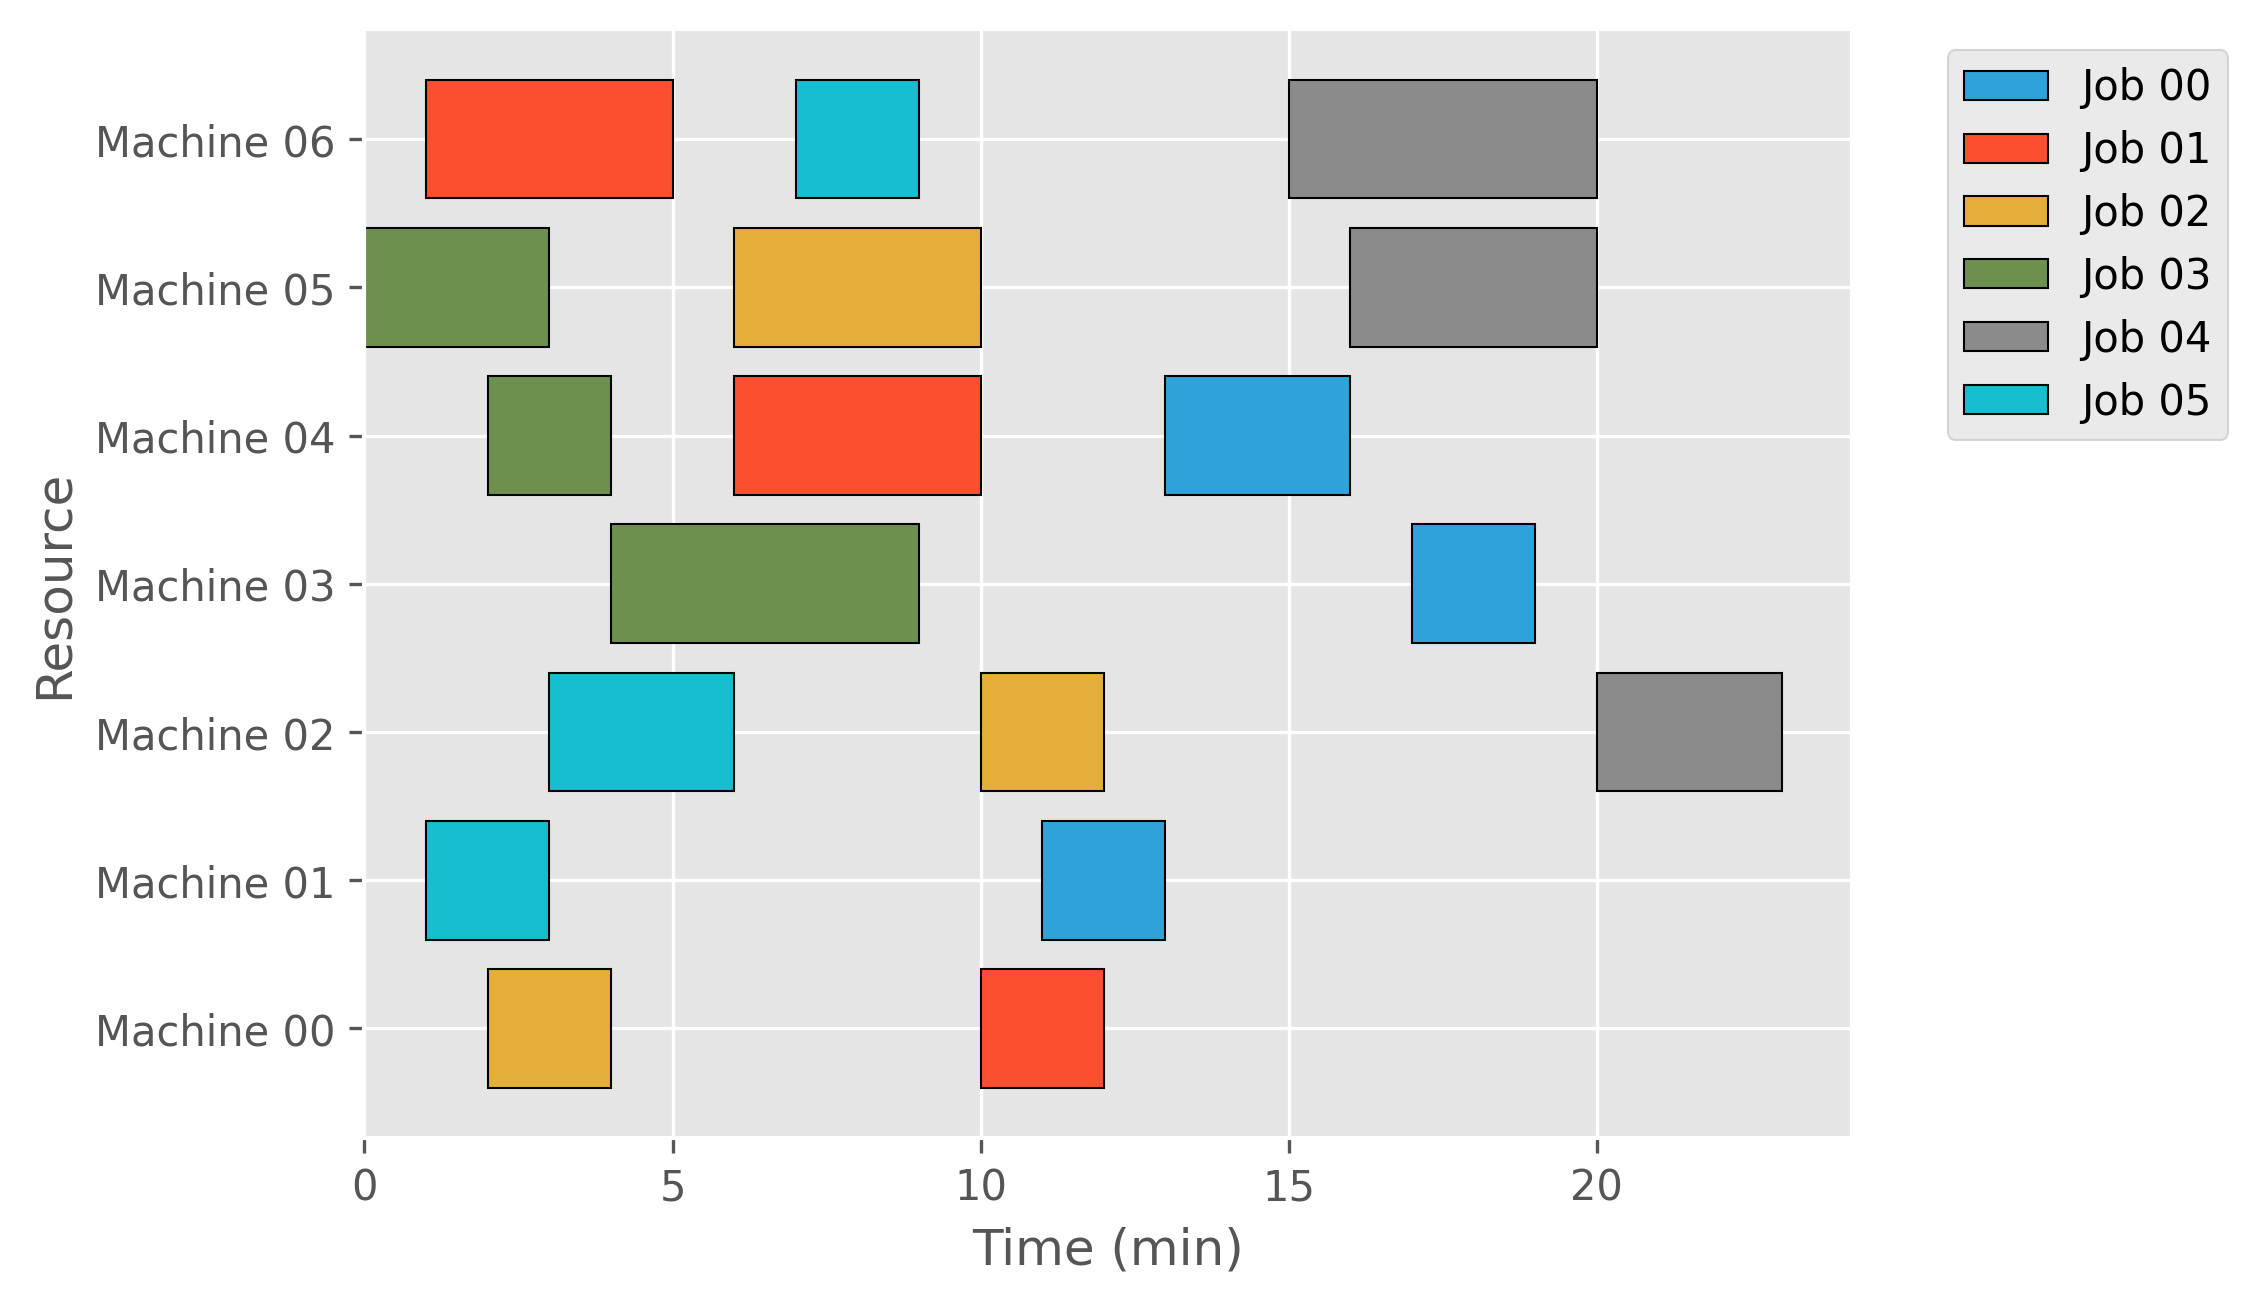 Machine 06
Machine 05
Machine 04
Machine 03
Machine 02
Machine 01
Machine 00
Resource
0 5 10 15 20
Time (min)
Job 00
Job 01
Job 02
Job 03
Job 04
Job 05